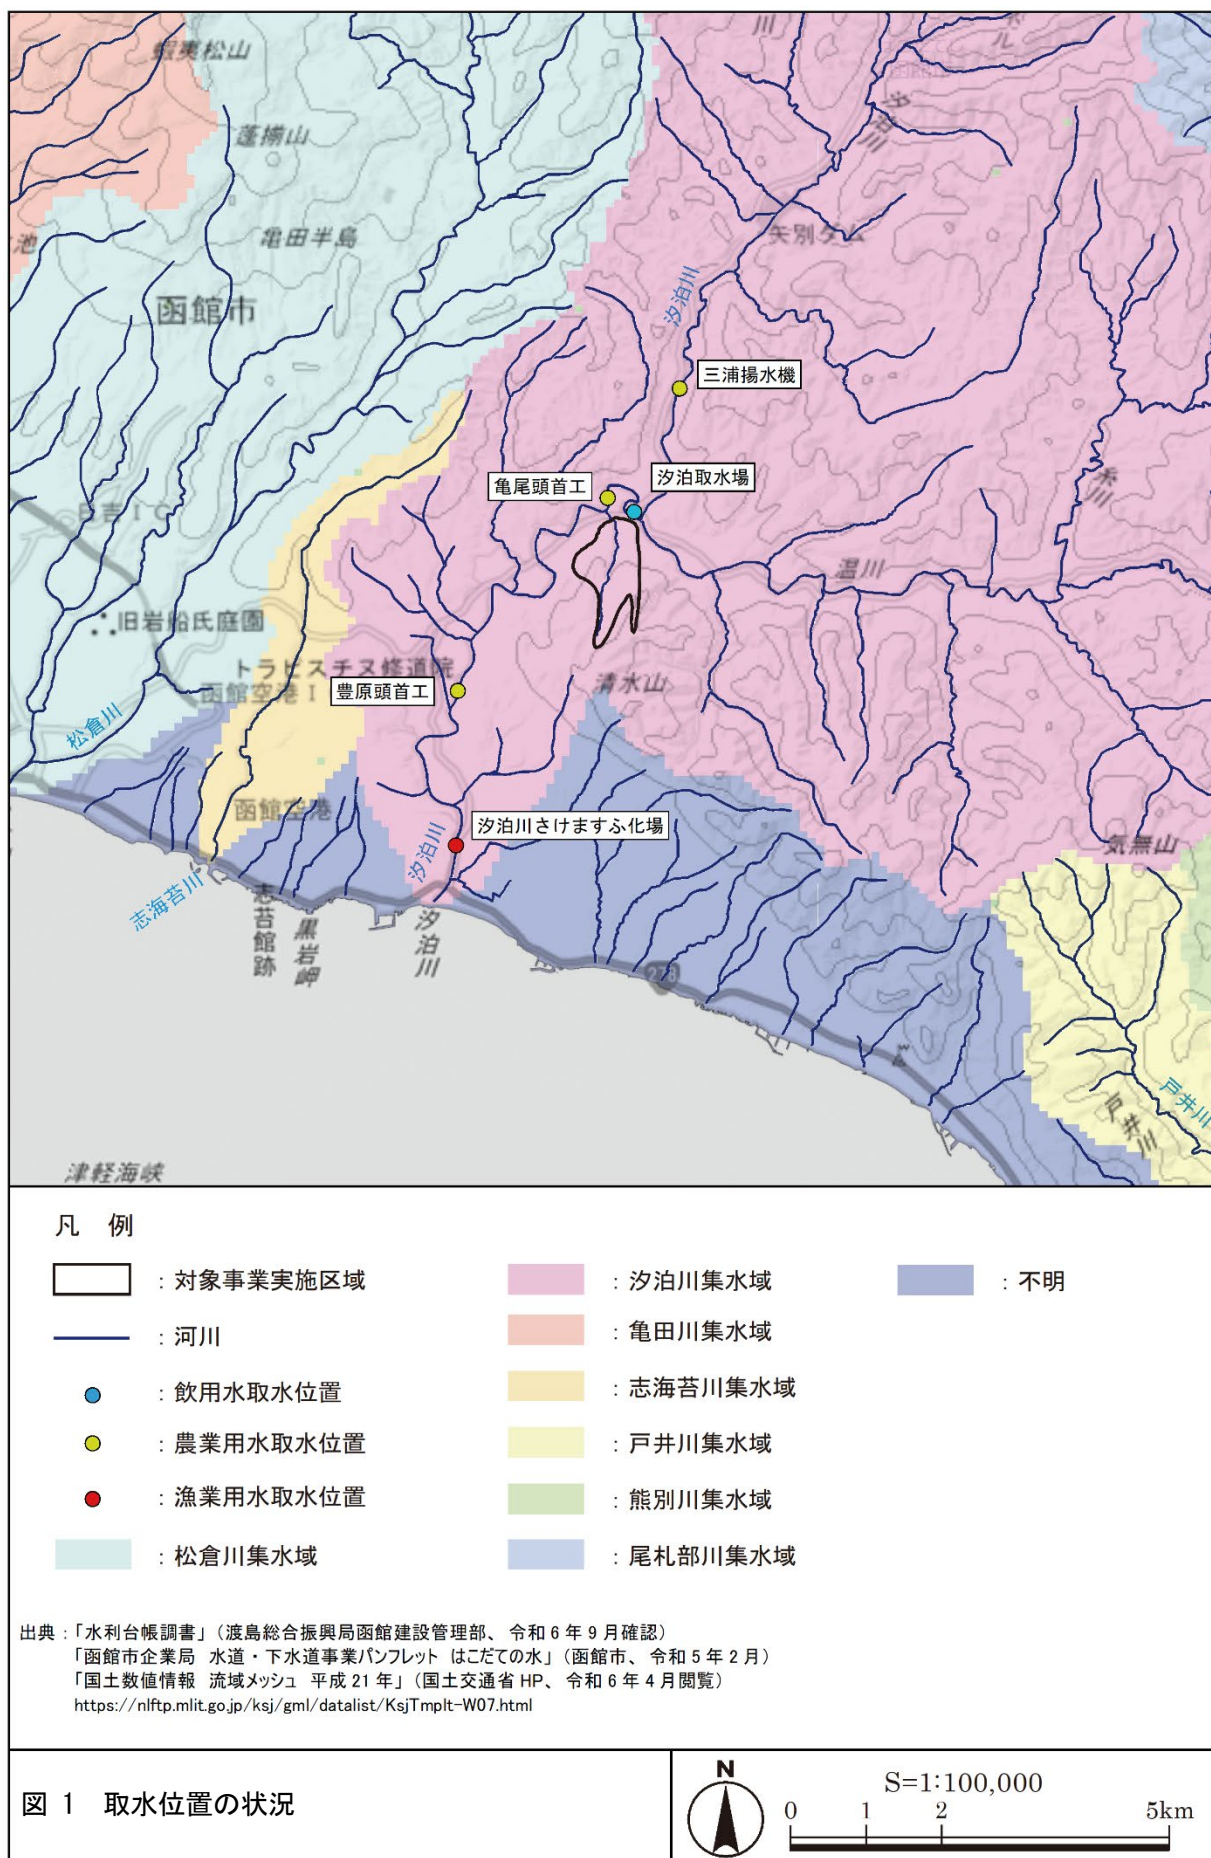 蝦夷松山
蓬揃山
亀田半島
池
函館市
川
汐泊川
矢別ダム
汐泊川
三浦揚水機
亀尾頭首工
汐泊取水場
温川
旧岩船氏庭園
トラピスチヌ修道院
函館空港I
豊原頭首工
清水山
松倉川
函館空港
汐泊川さけますふ化場
汐泊川
志海苔川
志苔館跡
黒岩岬
汐泊川
278
気無山
戸井川
戸井川
津軽海峡
凡 例
：対象事業実施区域
：河川
：飲用水取水位置
：農業用水取水位置
：漁業用水取水位置
：松倉川集水域
：汐泊川集水域
：亀田川集水域
：志海苔川集水域
：戸井川集水域
：熊別川集水域
：尾札部川集水域
：不明
出典：「水利台帳調書」（渡島総合振興局函館建設管理部、令和6年9月確認）
「函館市企業局 水道・下水道事業パンフレット はこだての水」（函館市、令和5年2月）
「国土数値情報 流域メッシュ 平成21年」（国土交通省HP、令和6年4月閲覧）
https://nlftp.mlit.go.jp/ksj/gml/datalist/KsjTmplt-W07.html
図 1 取水位置の状況
N
S=1:100,000
0 1 2 5km